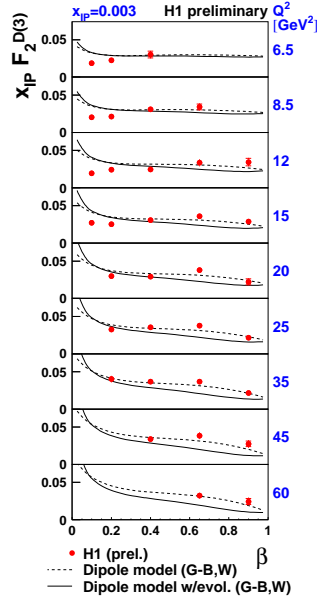 x_IP=0.003 H1 preliminary Q²
[GeV²]
x_IP F₂^D(3)
0.05 6.5
0
0.05 8.5
0
0.05 12
0
0.05 15
0
0.05 20
0
0.05 25
0
0.05 35
0
0.05 45
0
0.05 60
0 0.2 0.4 0.6 0.8 1
β
H1 (prel.)
Dipole model (G-B,W)
Dipole model w/evol. (G-B,W)